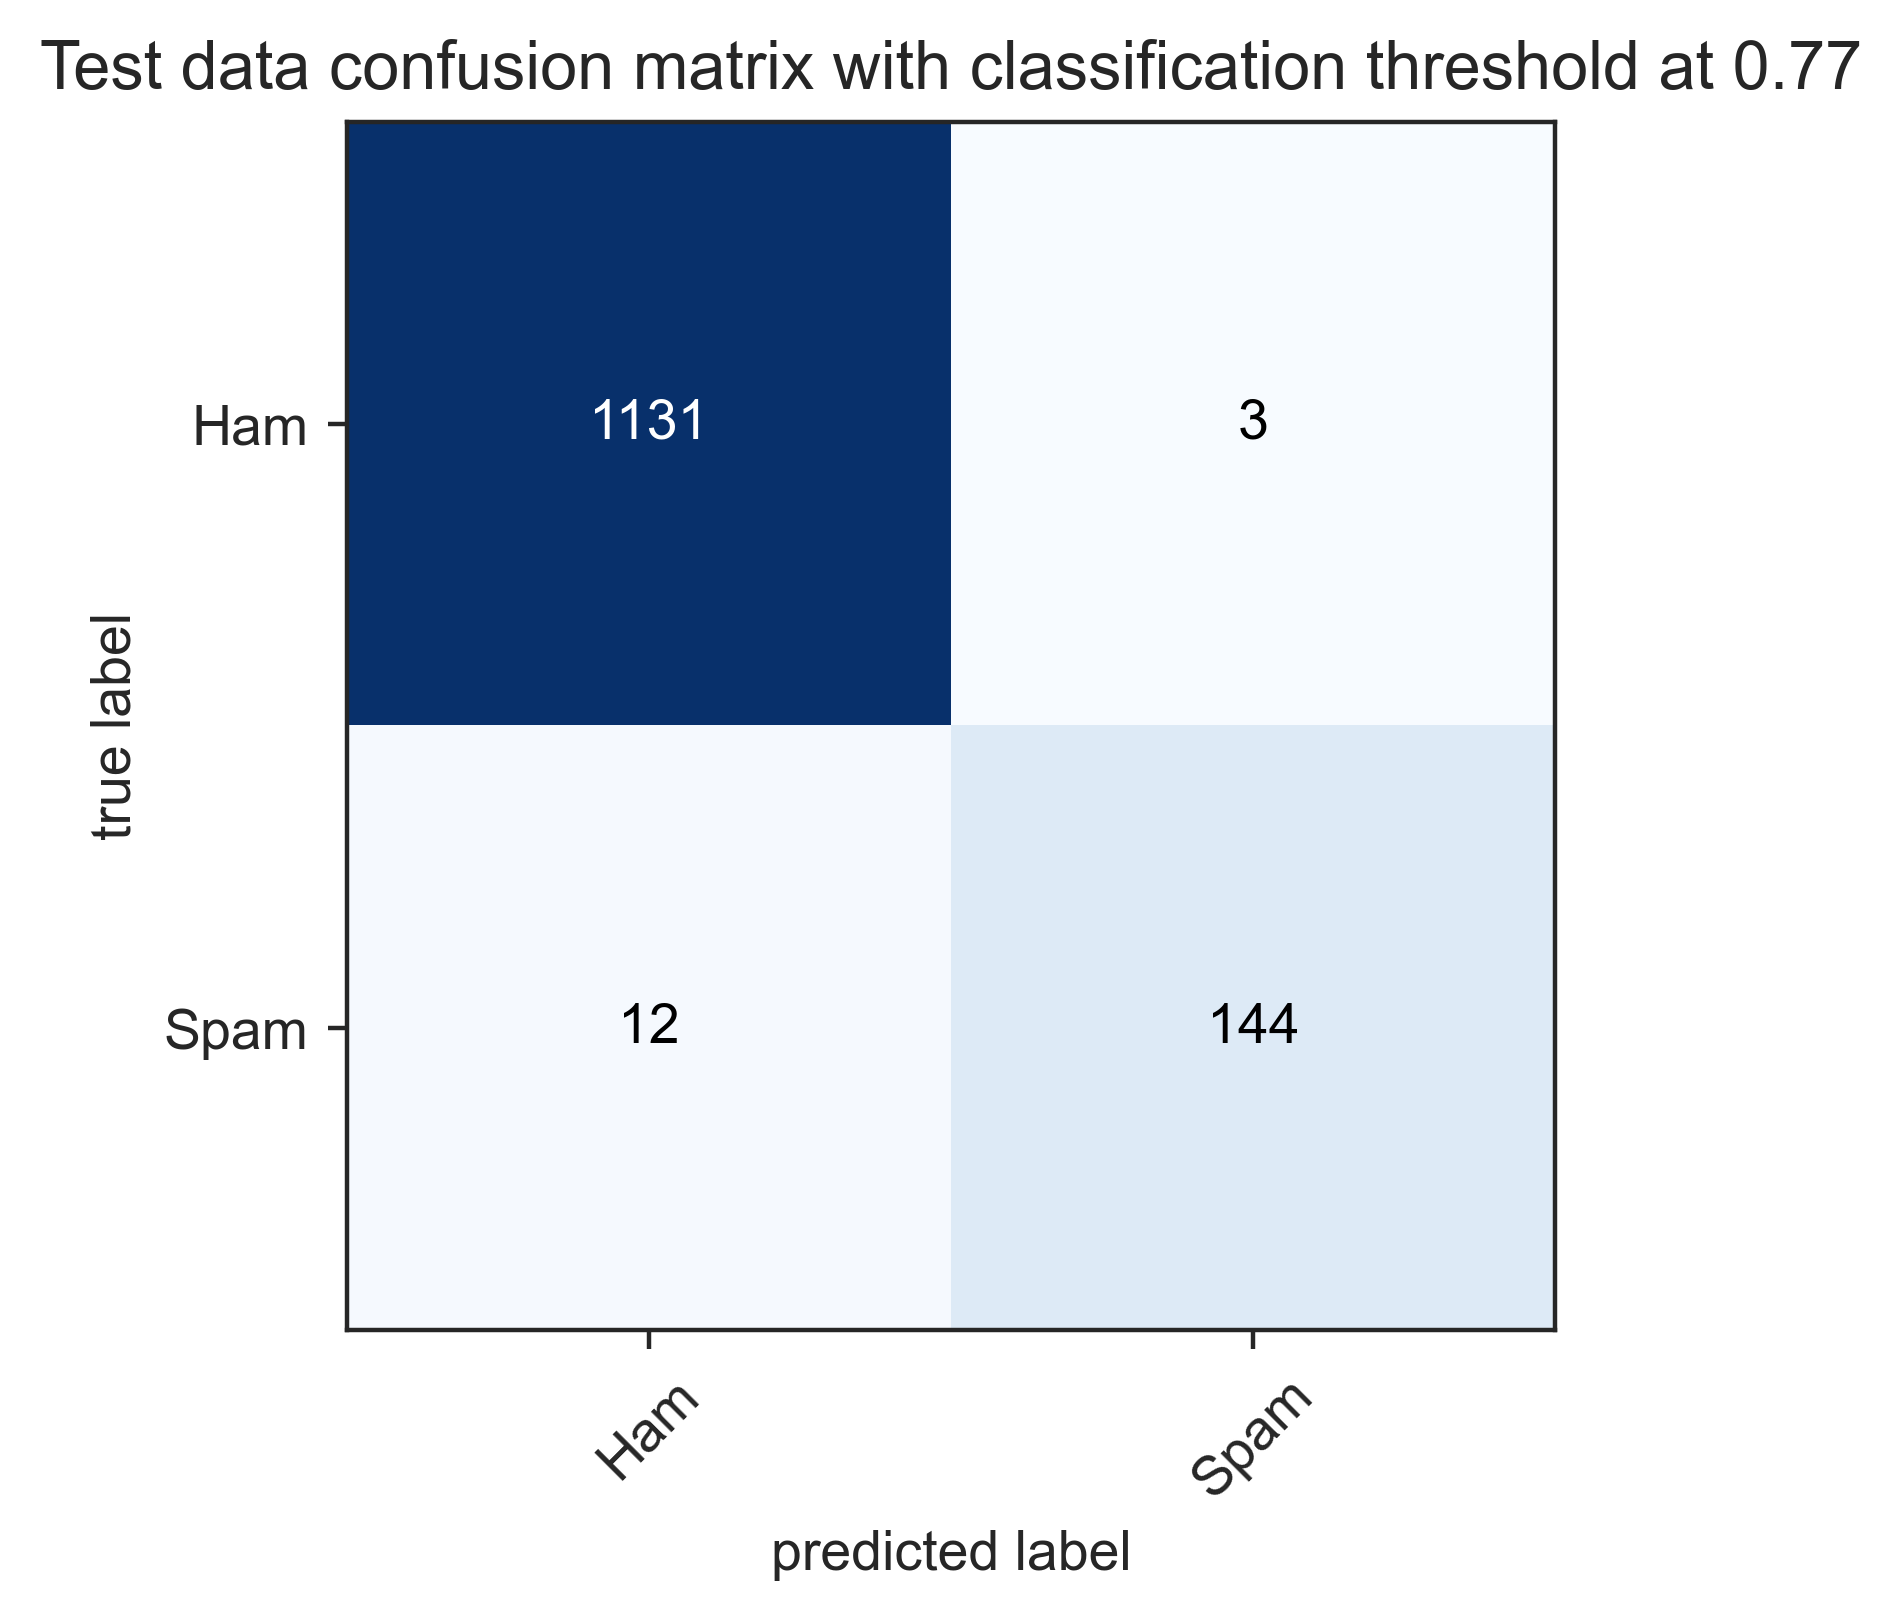 Test data confusion matrix with classification threshold at 0.77
true label
Ham
1131
3
Spam
12
144
Ham
Spam
predicted label